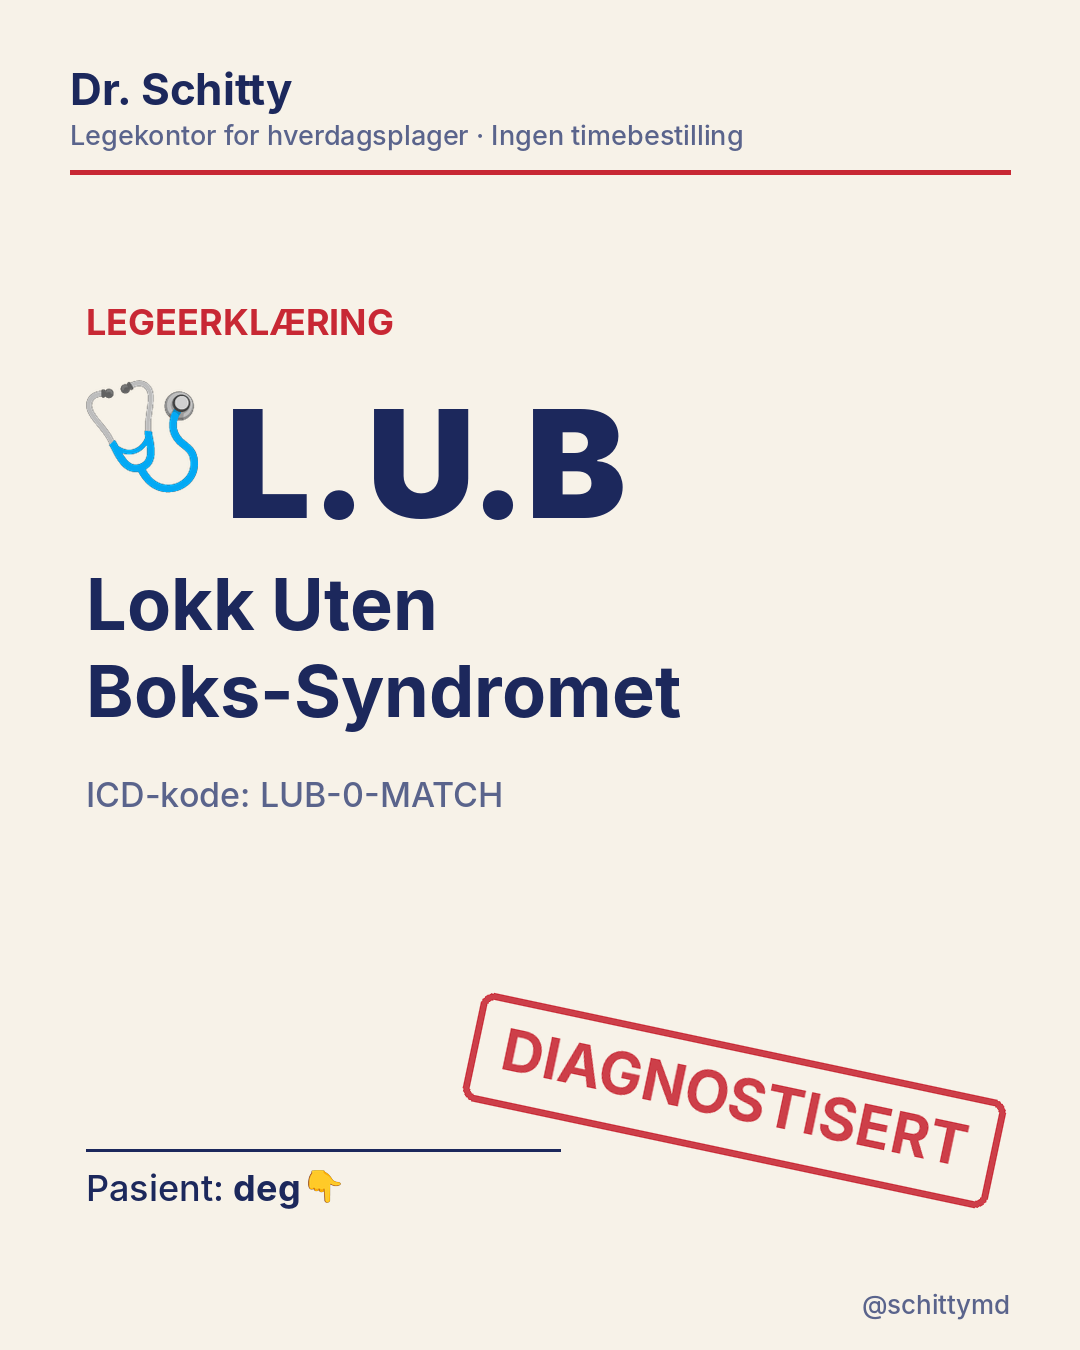 Dr. Schitty
Legekontor for hverdagsplager · Ingen timebestilling
LEGEERKLÆRING
L.U.B
Lokk Uten
Boks-Syndromet
ICD-kode: LUB-0-MATCH
DIAGNOSTISERT
Pasient: deg👇
@schittymd